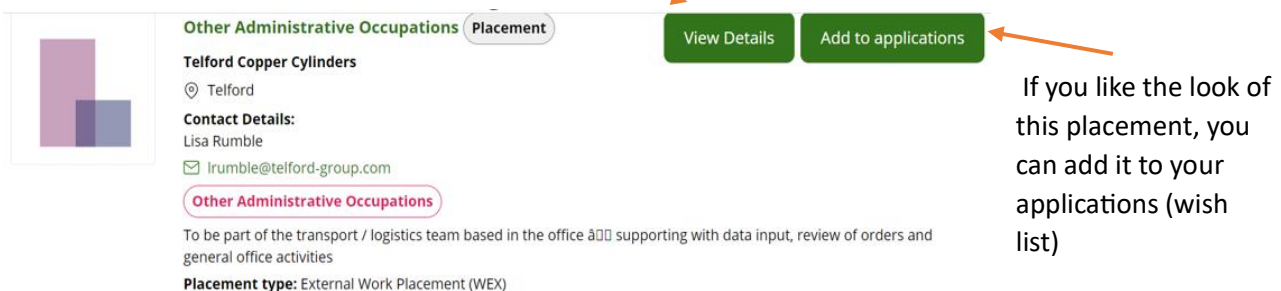 Other Administrative Occupations Placement
View Details
Add to applications
Telford Copper Cylinders
Telford
Contact Details:
Lisa Rumble
lrumble@telford-group.com
Other Administrative Occupations
To be part of the transport / logistics team based in the office â supporting with data input, review of orders and
general office activities
Placement type: External Work Placement (WEX)
If you like the look of
this placement, you
can add it to your
applications (wish
list)